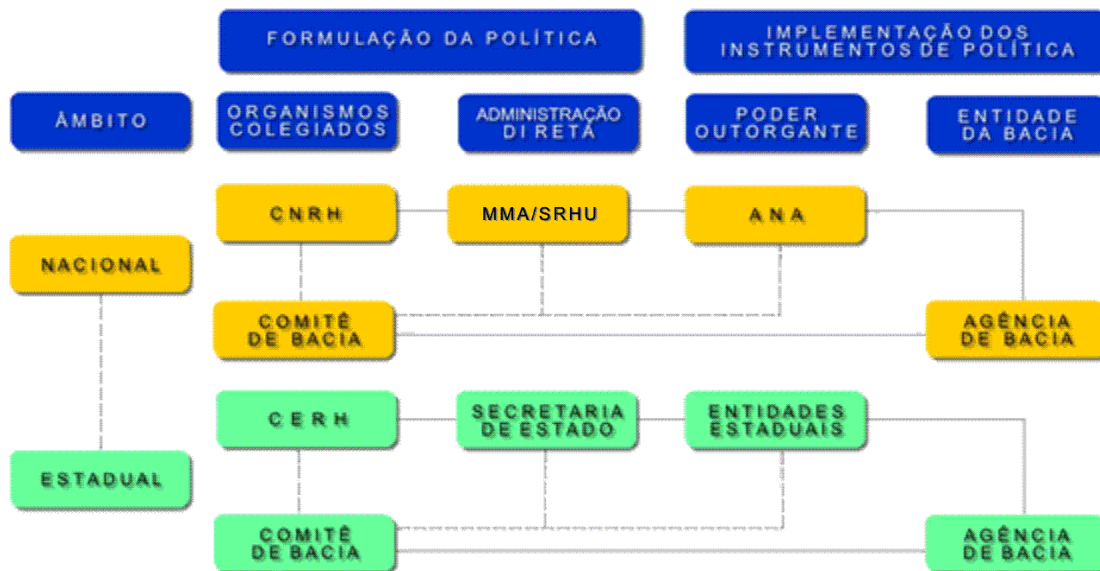 FORMULAÇÃO DA POLÍTICA
IMPLEMENTAÇÃO DOS
INSTRUMENTOS DE POLÍTICA
ÂMBITO
ORGANISMOS
COLEGIADOS
ADMINISTRAÇÃO
DIRETA
PODER
OUTORGANTE
ENTIDADE
DA BACIA
CNRH
MMA/SRHU
ANA
NACIONAL
COMITÊ
DE BACIA
AGÊNCIA
DE BACIA
CERH
SECRETARIA
DE ESTADO
ENTIDADES
ESTADUAIS
ESTADUAL
COMITÊ
DE BACIA
AGÊNCIA
DE BACIA